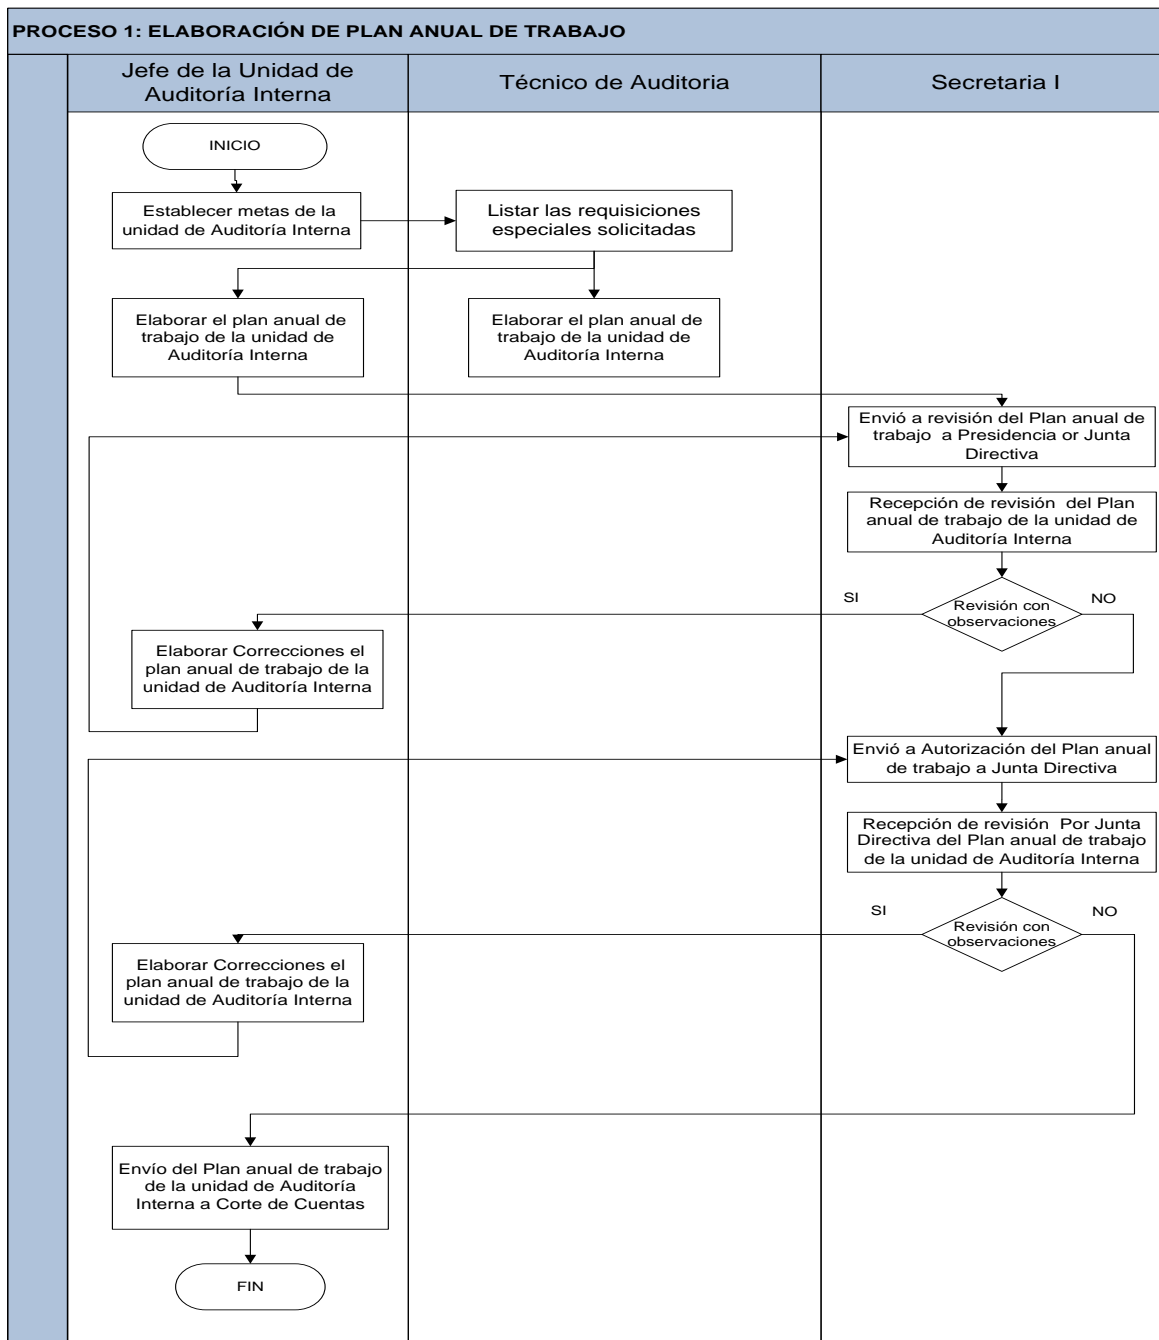 PROCESO 1: ELABORACIÓN DE PLAN ANUAL DE TRABAJO
Jefe de la Unidad de
Auditoría Interna
Técnico de Auditoria
Secretaria I
INICIO
Establecer metas de la
unidad de Auditoría Interna
Listar las requisiciones
especiales solicitadas
Elaborar el plan anual de
trabajo de la unidad de
Auditoría Interna
Elaborar el plan anual de
trabajo de la unidad de
Auditoría Interna
Envió a revisión del Plan anual de
trabajo a Presidencia or Junta
Directiva
Recepción de revisión del Plan
anual de trabajo de la unidad de
Auditoría Interna
SI
Revisión con
observaciones
NO
Elaborar Correcciones el
plan anual de trabajo de la
unidad de Auditoría Interna
Envió a Autorización del Plan anual
de trabajo a Junta Directiva
Recepción de revisión Por Junta
Directiva del Plan anual de trabajo
de la unidad de Auditoría Interna
SI
Revisión con
observaciones
NO
Elaborar Correcciones el
plan anual de trabajo de la
unidad de Auditoría Interna
Envío del Plan anual de trabajo
de la unidad de Auditoría
Interna a Corte de Cuentas
FIN